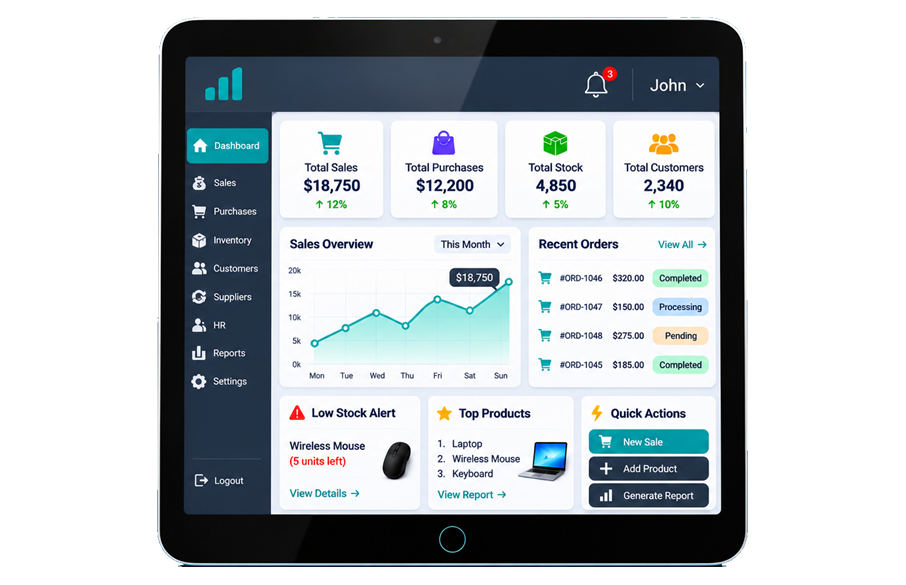 3
John
Dashboard
Sales
Purchases
Inventory
Customers
Suppliers
HR
Reports
Settings
Logout
Total Sales
$18,750
↑ 12%
Total Purchases
$12,200
↑ 8%
Total Stock
4,850
↑ 5%
Total Customers
2,340
↑ 10%
Sales Overview
This Month
$18,750
20k
15k
10k
5k
0k
Mon Tue Wed Thu Fri Sat Sun
Recent Orders
View All →
#ORD-1046 $320.00 Completed
#ORD-1047 $150.00 Processing
#ORD-1048 $275.00 Pending
#ORD-1045 $185.00 Completed
Low Stock Alert
Wireless Mouse
(5 units left)
View Details →
Top Products
1. Laptop
2. Wireless Mouse
3. Keyboard
View Report →
Quick Actions
New Sale
Add Product
Generate Report